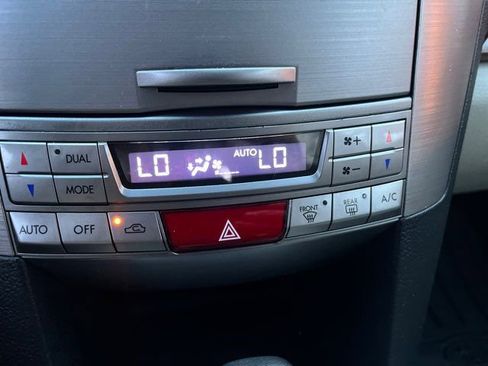 DUAL
LO AUTO LO
+
MODE
-
AUTO OFF
FRONT REAR A/C